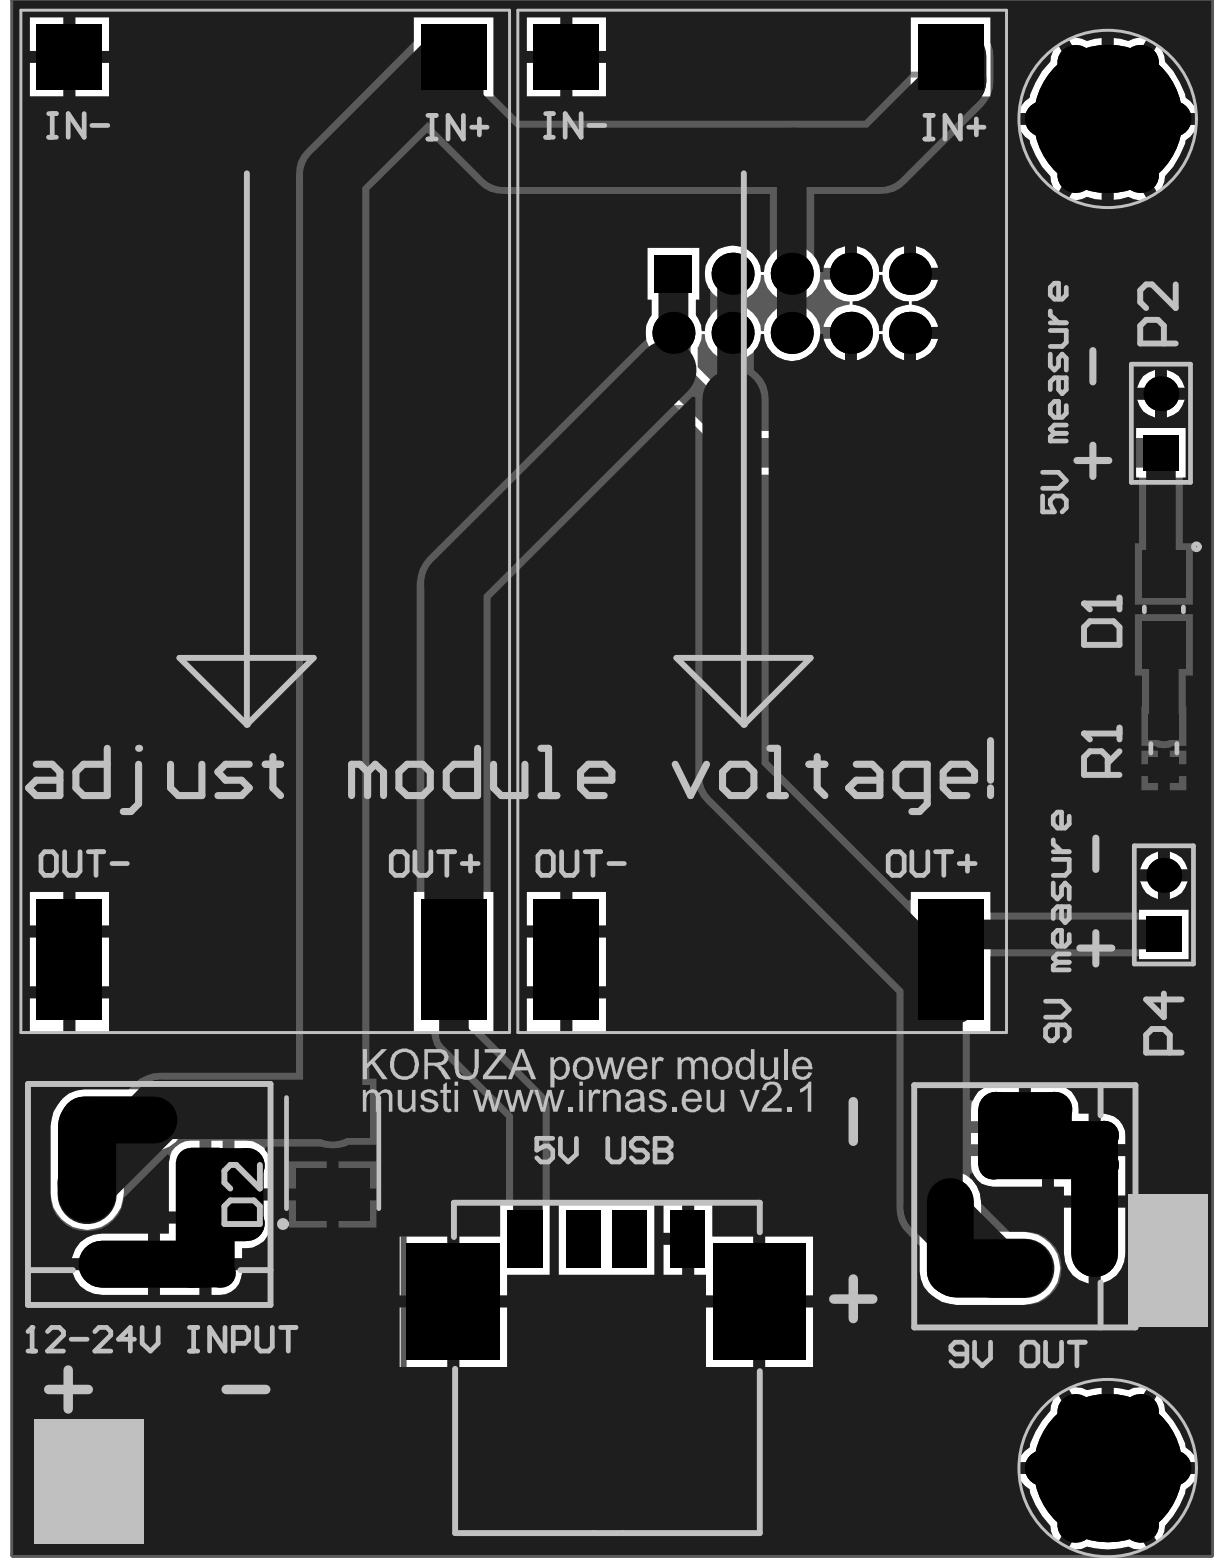 IN- IN+ IN- IN+
P2
5V measure
-
+
D1
R1
adjust module voltage!
OUT- OUT+ OUT- OUT+
9V measure
-
+
P4
KORUZA power module
musti www.irnas.eu v2.1
5V USB
-
+
D2
12-24V INPUT
+ -
9V OUT